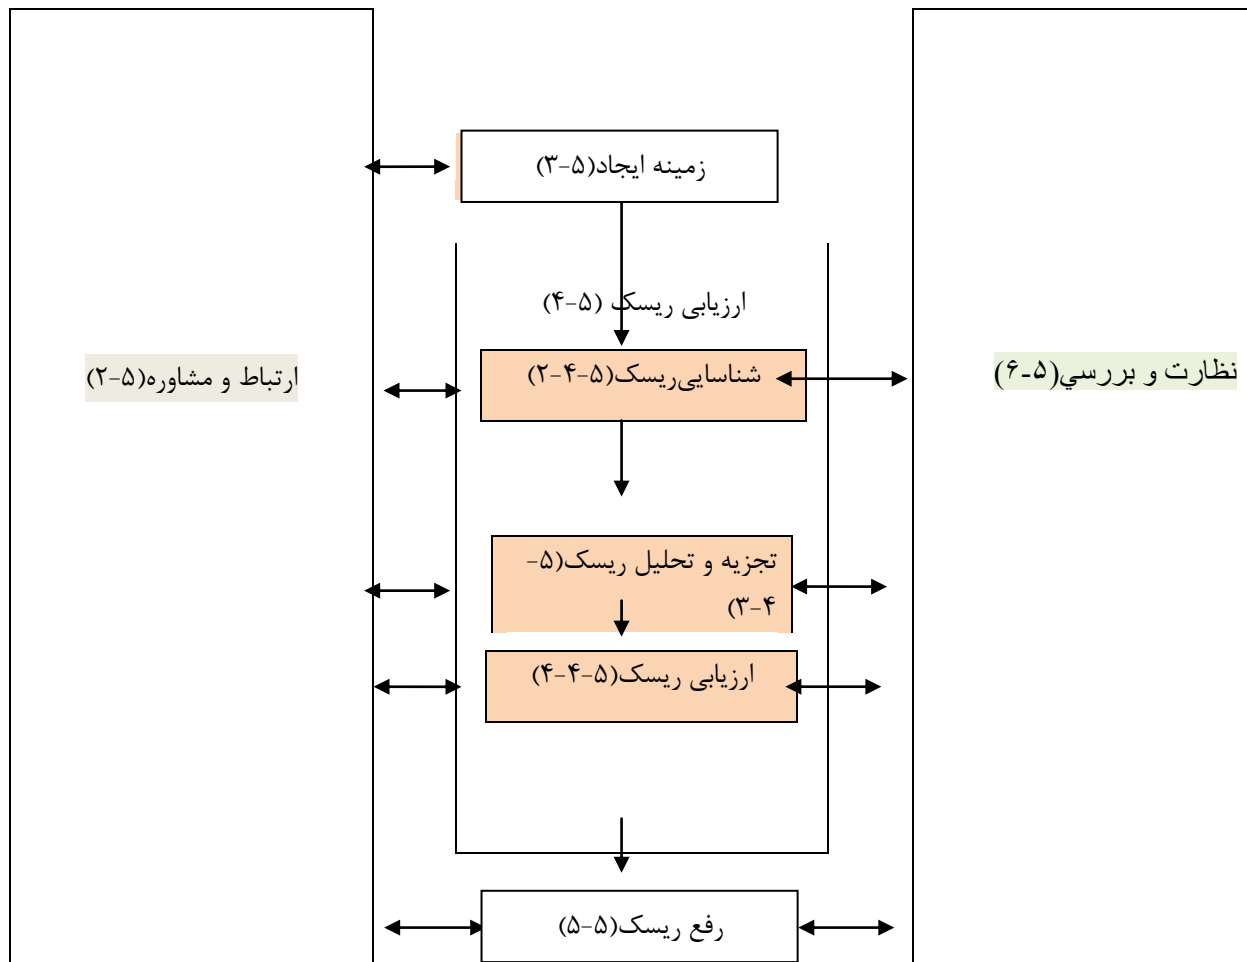 زمینه ایجاد(۵-۳)
ارزیابی ریسک (۵-۴)
نظارت و بررسي(۵-۶)
شناسایی‌ریسک(۵-۴-۲)
ارتباط و مشاوره(۵-۲)
تجزیه و تحلیل ریسک(۵-
۴-۳)
ارزیابی ریسک(۵-۴-۴)
رفع ریسک(۵-۵)